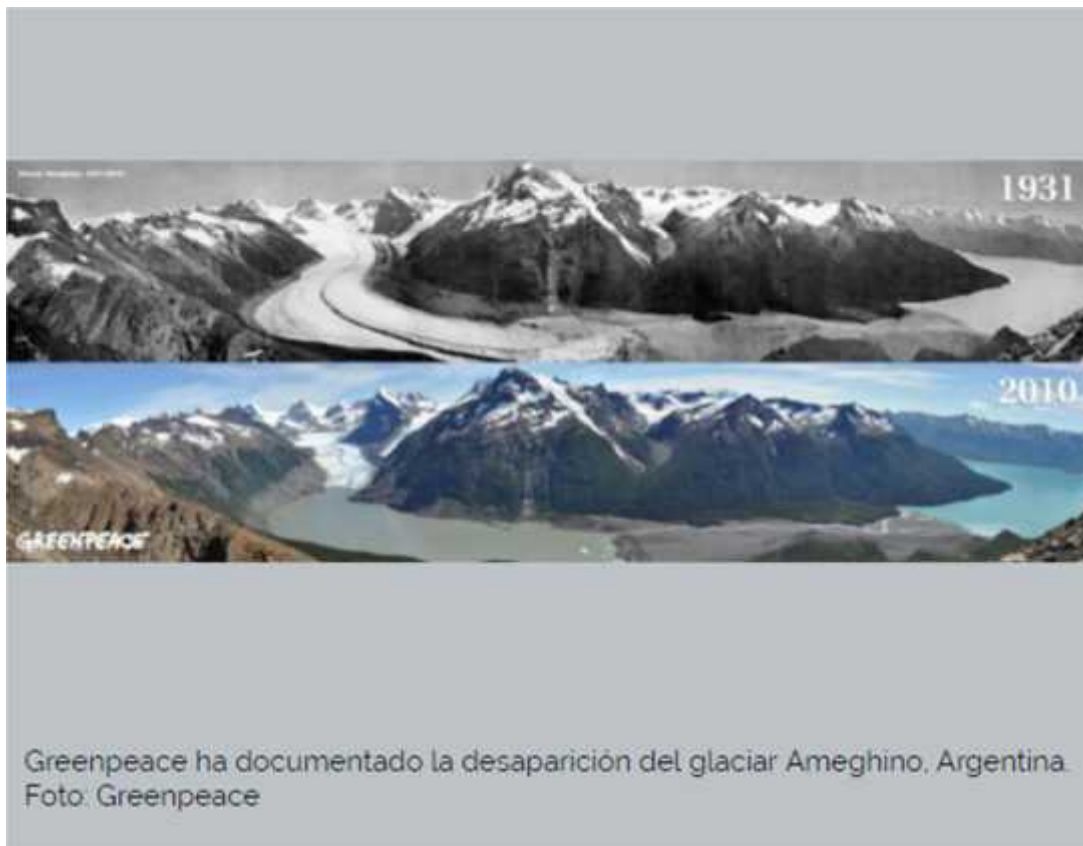 1931
2010
GREENPEACE
Greenpeace ha documentado la desaparición del glaciar Ameghino, Argentina.
Foto: Greenpeace